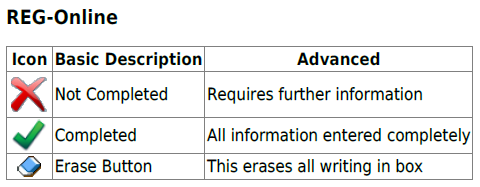 REG-Online
Icon Basic Description Advanced
Not Completed Requires further information
Completed All information entered completely
Erase Button This erases all writing in box